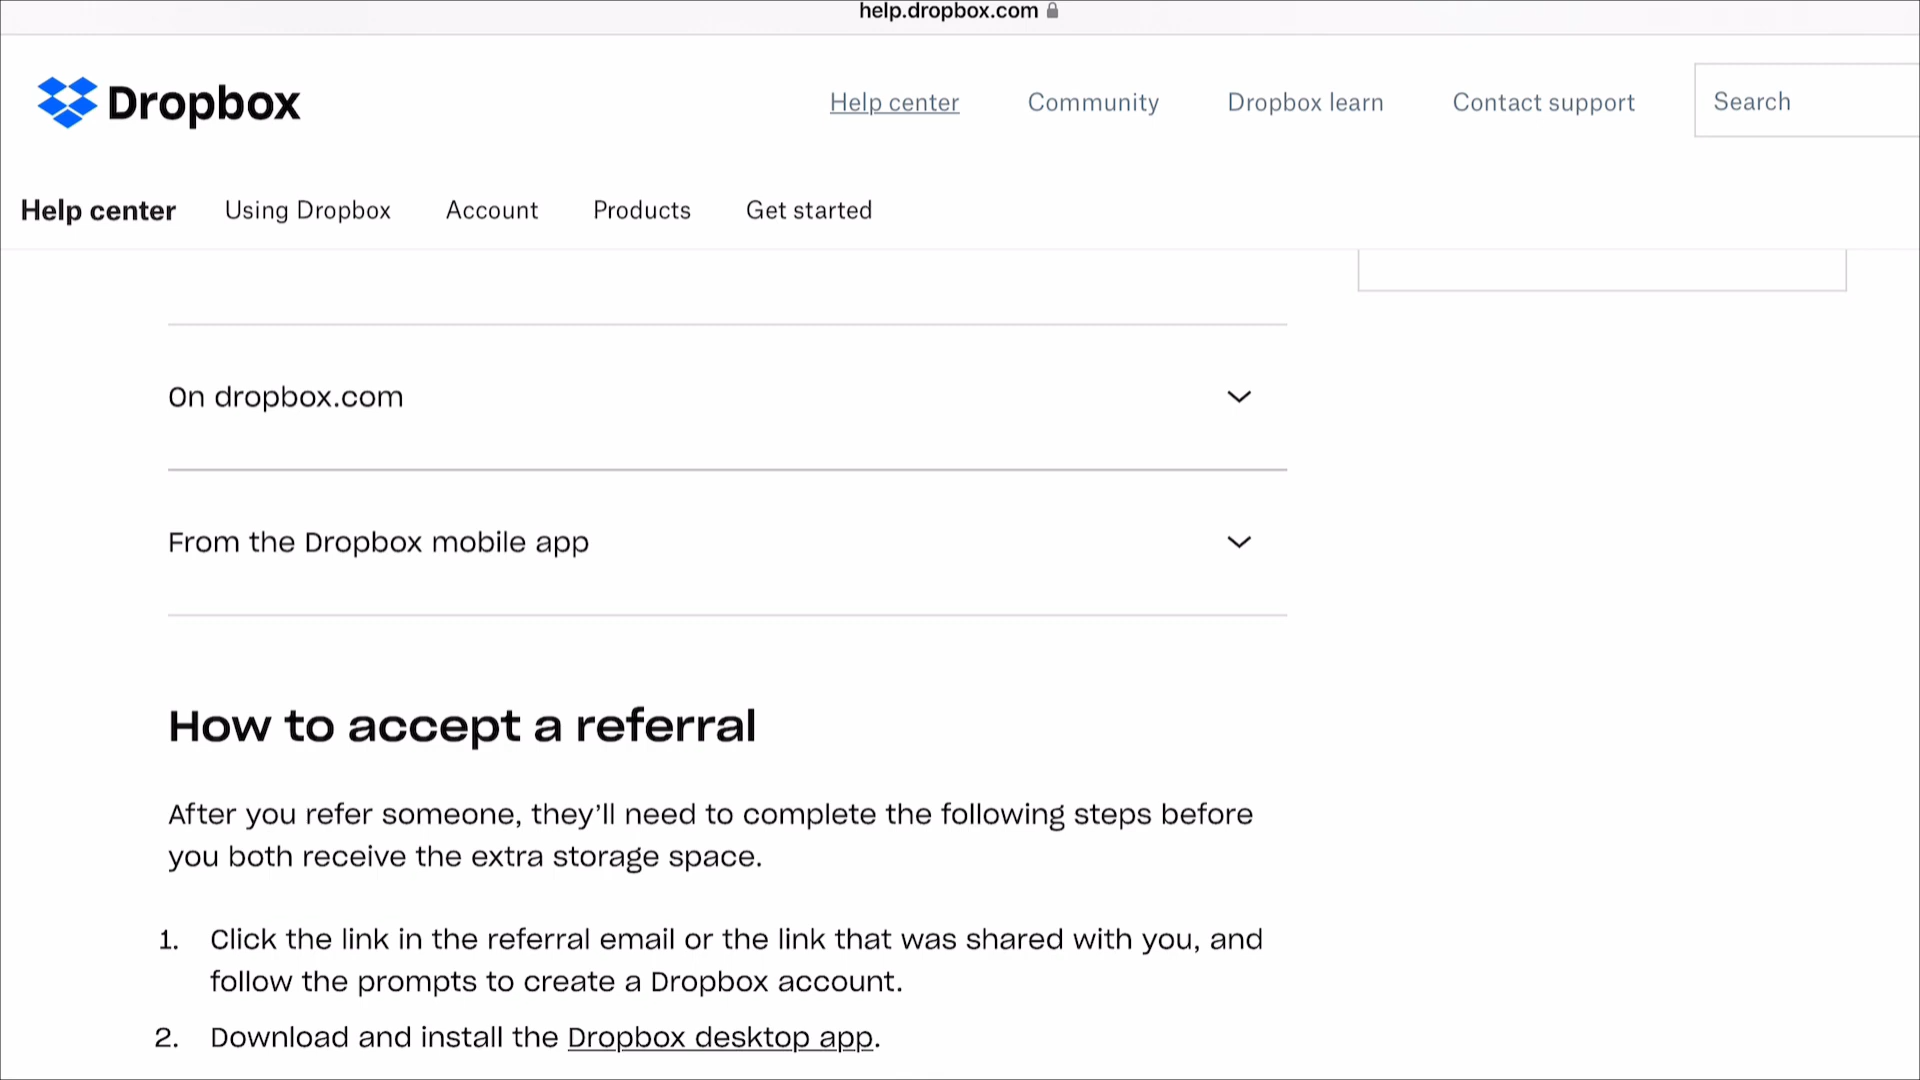 help.dropbox.com
Dropbox
Help center
Community
Dropbox learn
Contact support
Search
Help center
Using Dropbox
Account
Products
Get started
On dropbox.com
From the Dropbox mobile app
How to accept a referral
After you refer someone, they’ll need to complete the following steps before
you both receive the extra storage space.
1. Click the link in the referral email or the link that was shared with you, and
follow the prompts to create a Dropbox account.
2. Download and install the Dropbox desktop app.